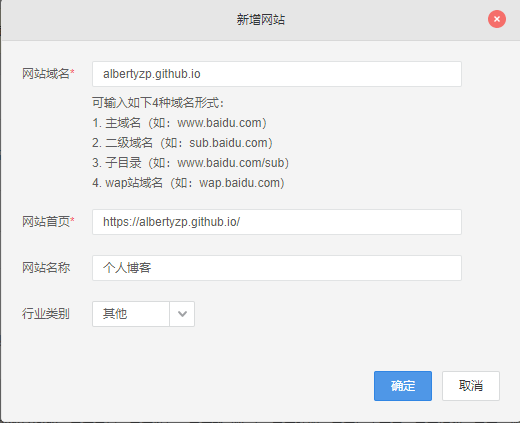 新增网站
网站域名* albertyzp.github.io
可输入如下4种域名形式：
1. 主域名（如：www.baidu.com）
2. 二级域名（如：sub.baidu.com）
3. 子目录（如：www.baidu.com/sub）
4. wap站域名（如：wap.baidu.com）
网站首页* https://albertyzp.github.io/
网站名称 个人博客
行业类别 其他
确定 取消